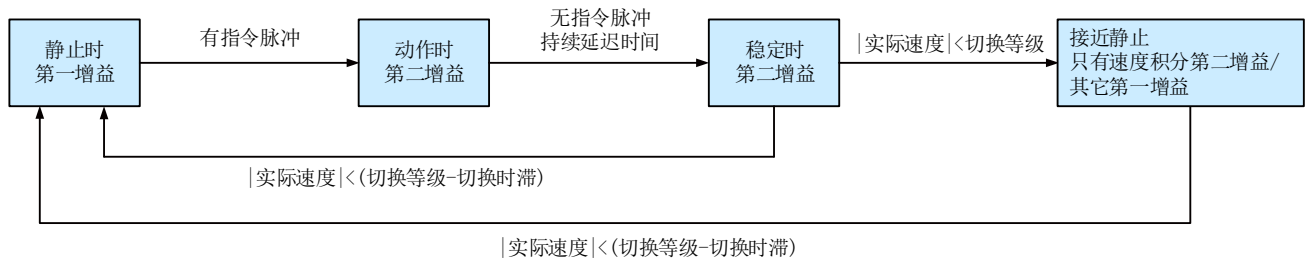 静止时
第一增益
有指令脉冲
动作时
第二增益
无指令脉冲
持续延迟时间
稳定时
第二增益
|实际速度|<切换等级
接近静止
只有速度积分第二增益/
其它第一增益
|实际速度|<(切换等级-切换时滞)
|实际速度|<(切换等级-切换时滞)